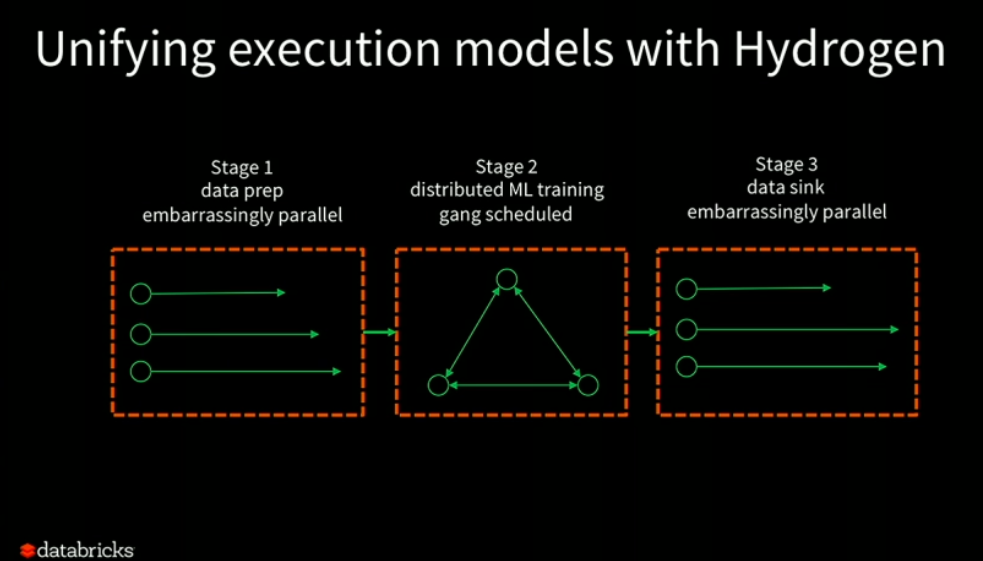 Unifying execution models with Hydrogen
Stage 1
data prep
embarrassingly parallel
Stage 2
distributed ML training
gang scheduled
Stage 3
data sink
embarrassingly parallel
databricks